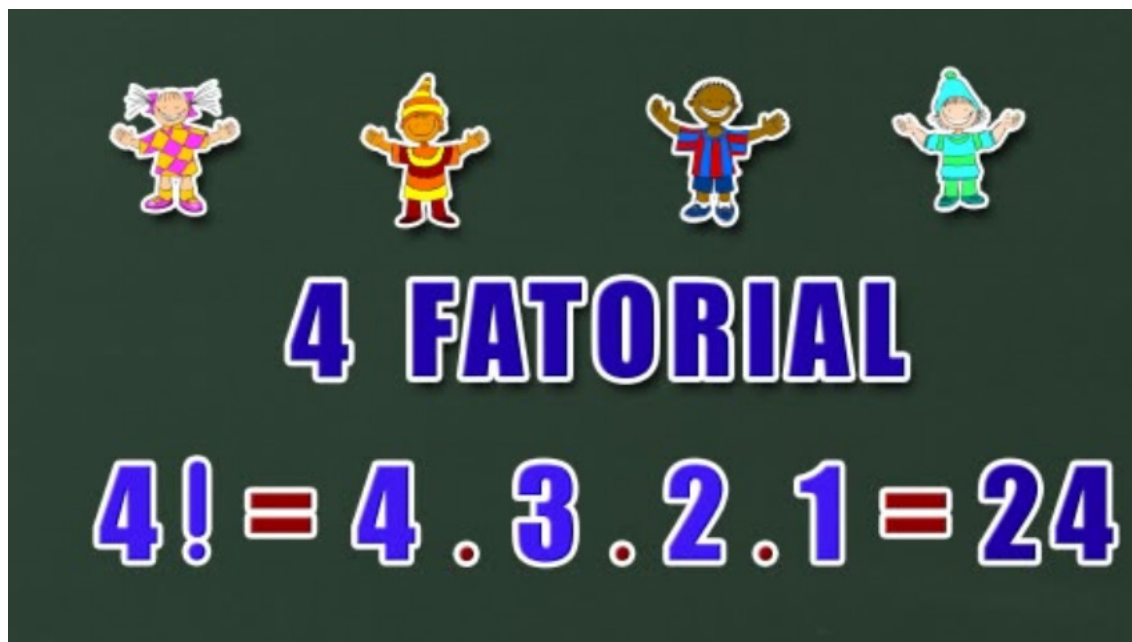 4 FATORIAL
4! = 4 . 3 . 2 . 1 = 24